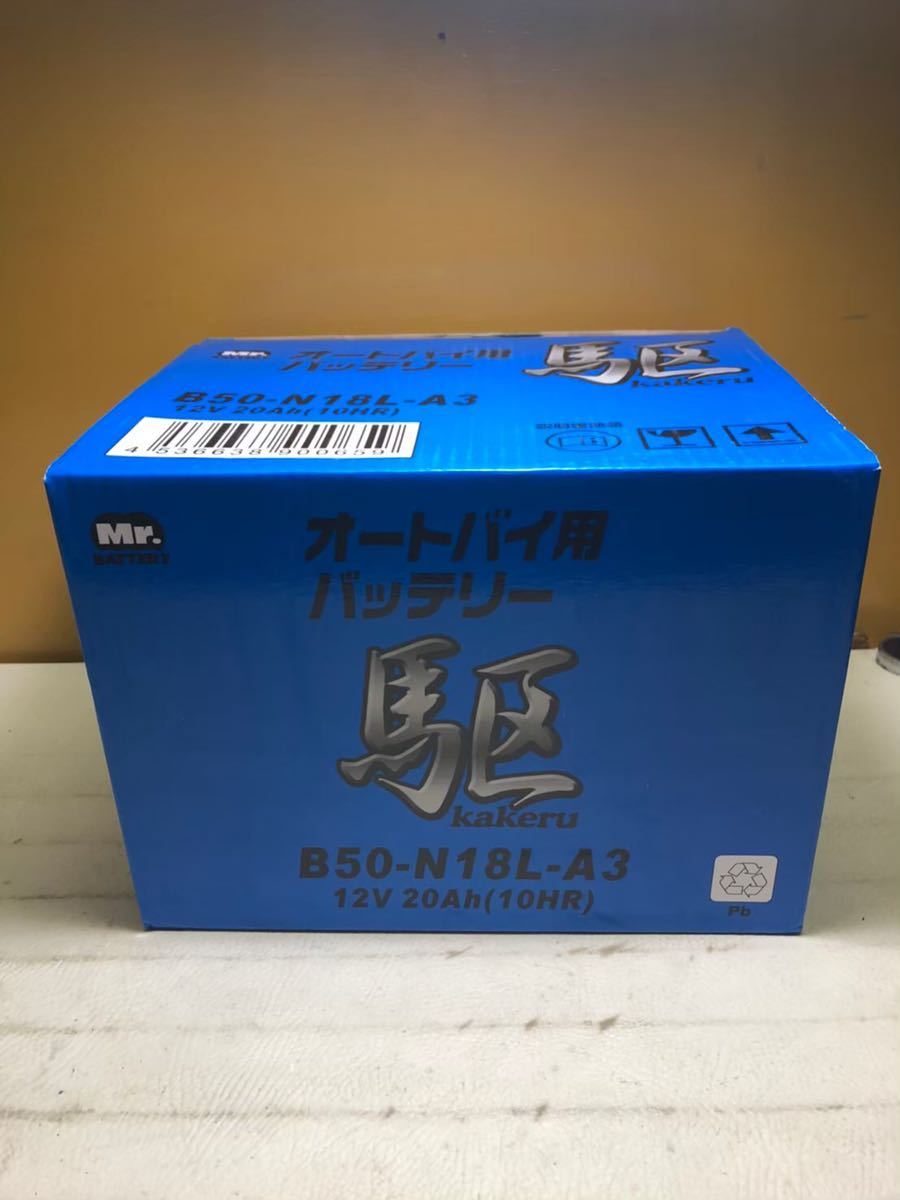 Mr.
オートバイ用
バッテリー
駆
kakeru
B50-N18L-A3
12V 20Ah(10HR)
4 536638 900659
Mr.
BATTERY
オートバイ用
バッテリー
駆
kakeru
B50-N18L-A3
12V 20Ah(10HR)
Pb